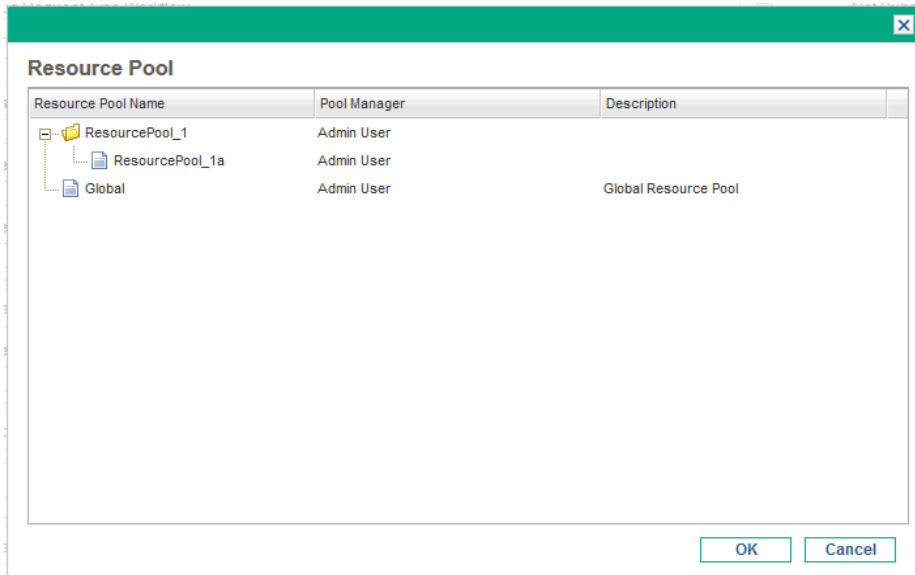 Resource Pool
Resource Pool Name Pool Manager Description
ResourcePool_1 Admin User
ResourcePool_1a Admin User
Global Admin User Global Resource Pool
OK Cancel